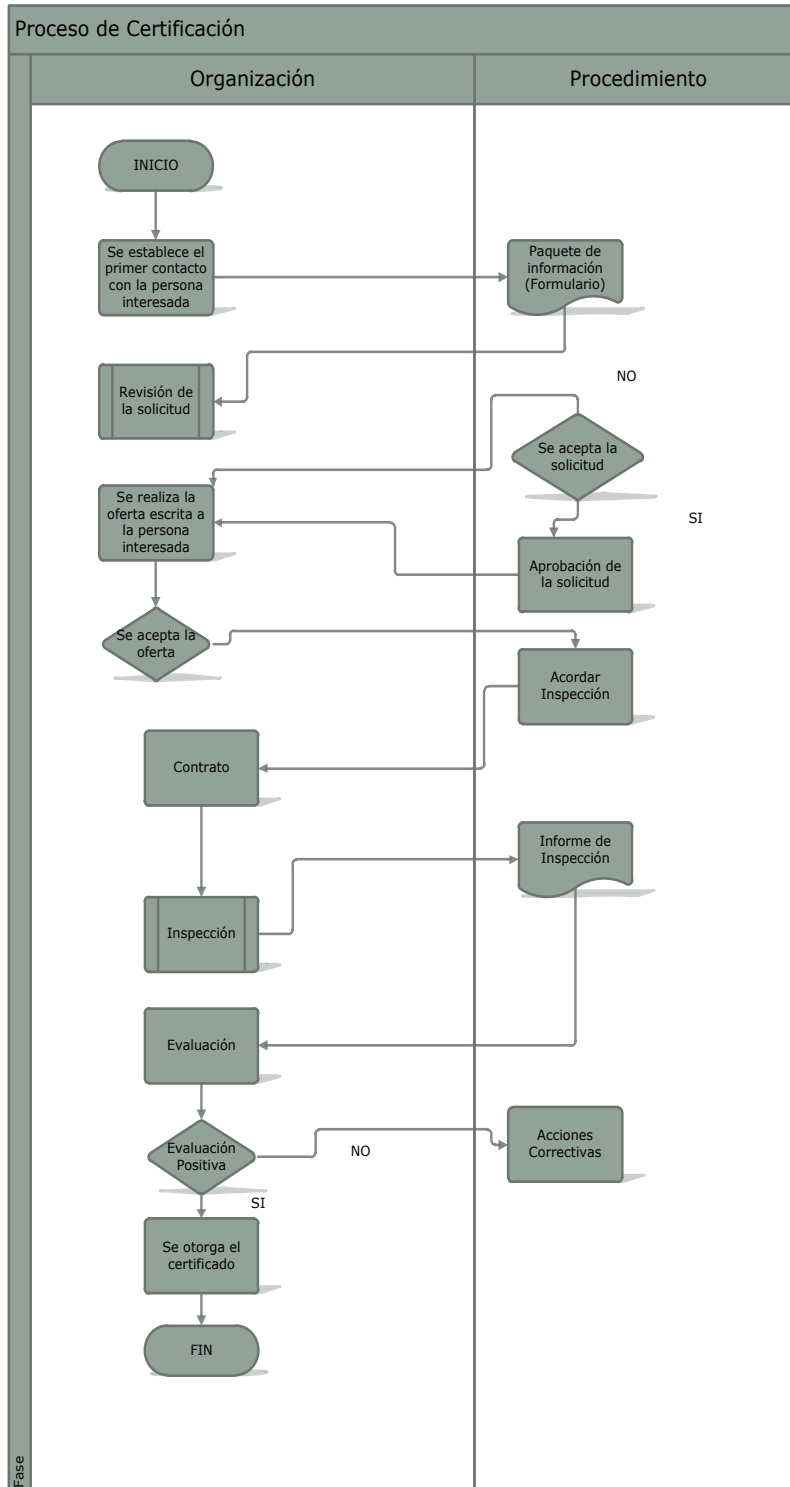 Proceso de Certificación
Organización
Procedimiento
INICIO
Se establece el
primer contacto
con la persona
interesada
Paquete de
información
(Formulario)
Revisión de
la solicitud
NO
Se acepta la
solicitud
SI
Se realiza la
oferta escrita a
la persona
interesada
Aprobación de
la solicitud
Se acepta la
oferta
Acordar
Inspección
Contrato
Informe de
Inspección
Inspección
Evaluación
Evaluación
Positiva
NO
Acciones
Correctivas
SI
Se otorga el
certificado
FIN
Fase